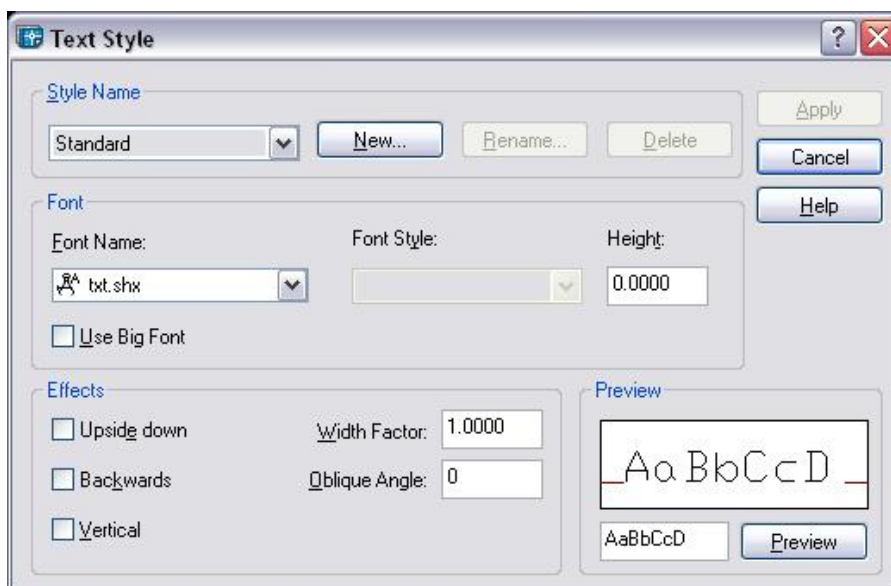 Text Style
Style Name
Standard New... Rename... Delete
Apply
Cancel
Help
Font
Font Name: Font Style: Height:
txt.shx 0.0000
Use Big Font
Effects
Upside down Width Factor: 1.0000
Backwards Oblique Angle: 0
Vertical
Preview
AaBbCcD
AaBbCcD Preview